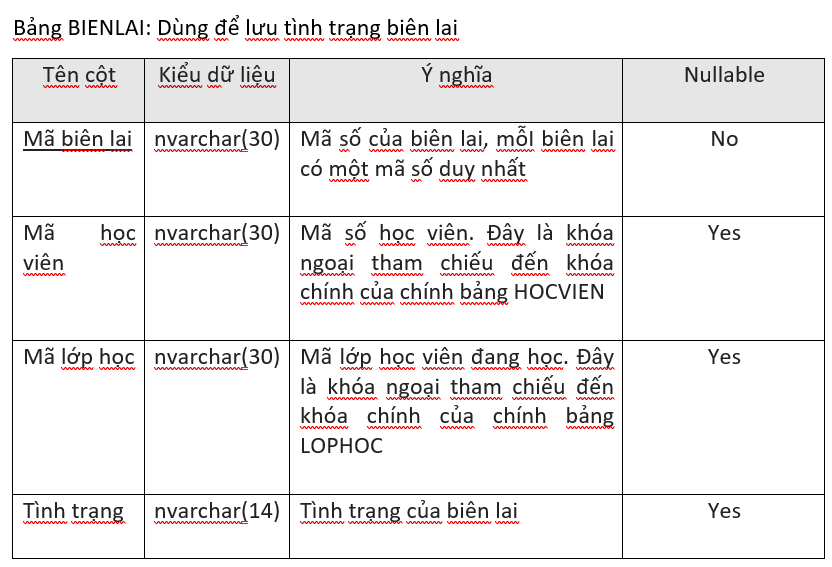 Bảng BIENLAI: Dùng để lưu tình trạng biên lai
Tên cột Kiểu dữ liệu Ý nghĩa Nullable
Mã biên lai nvarchar(30) Mã số của biên lai, mỗI biên lai No
có một mã số duy nhất
Mã học nvarchar(30) Mã số học viên. Đây là khóa Yes
viên ngoại tham chiếu đến khóa
chính của chính bảng HOCVIEN
Mã lớp học nvarchar(30) Mã lớp học viên đang học. Đây Yes
là khóa ngoại tham chiếu đến
khóa chính của chính bảng
LOPHOC
Tình trạng nvarchar(14) Tình trạng của biên lai Yes